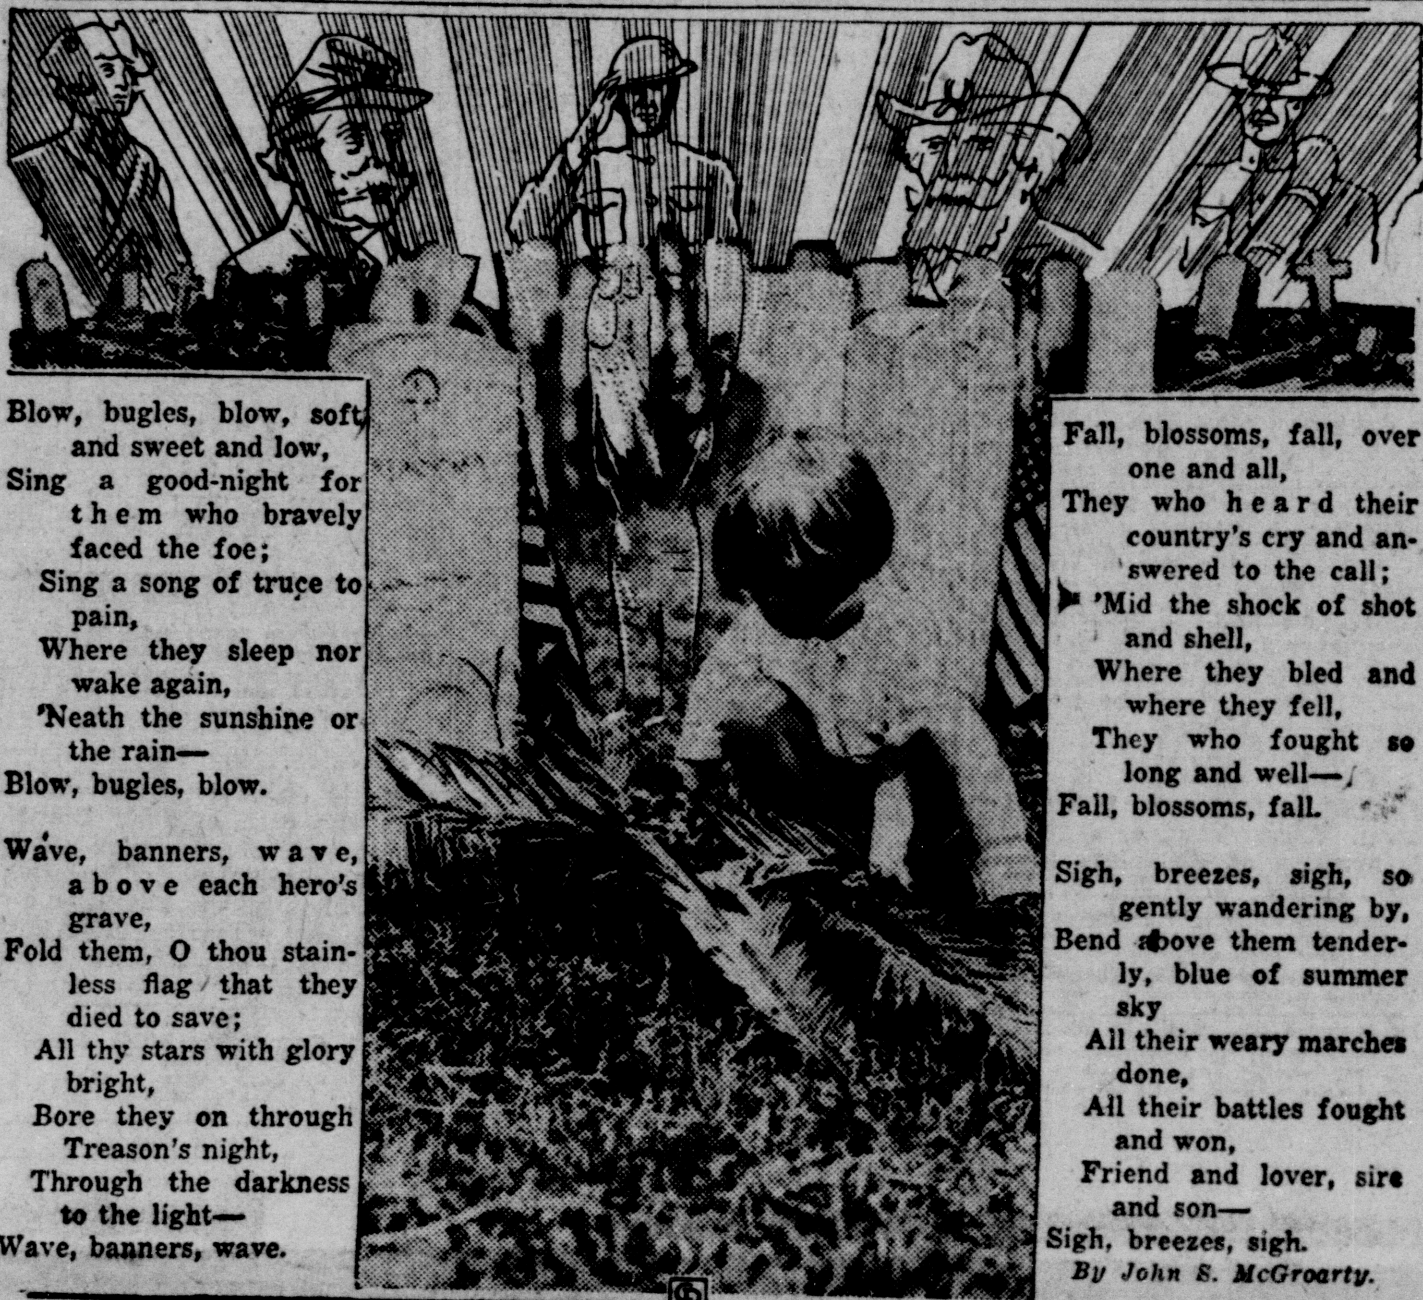 Blow, bugles, blow, soft
and sweet and low,
Sing a good-night for
them who bravely
faced the foe;
Sing a song of truce to
pain,
Where they sleep nor
wake again,
'Neath the sunshine or
the rain—
Blow, bugles, blow.
Wave, banners, wave,
above each hero's
grave,
Fold them, O thou stain-
less flag that they
died to save;
All thy stars with glory
bright,
Bore they on through
Treason's night,
Through the darkness
to the light—
Wave, banners, wave.
Fall, blossoms, fall, over
one and all,
They who heard their
country's cry and an-
swered to the call;
'Mid the shock of shot
and shell,
Where they bled and
where they fell,
They who fought so
long and well—
Fall, blossoms, fall.
Sigh, breezes, sigh, so
gently wandering by,
Bend above them tender-
ly, blue of summer
sky
All their weary marches
done,
All their battles fought
and won,
Friend and lover, sire
and son—
Sigh, breezes, sigh.
By John S. McGroarty.